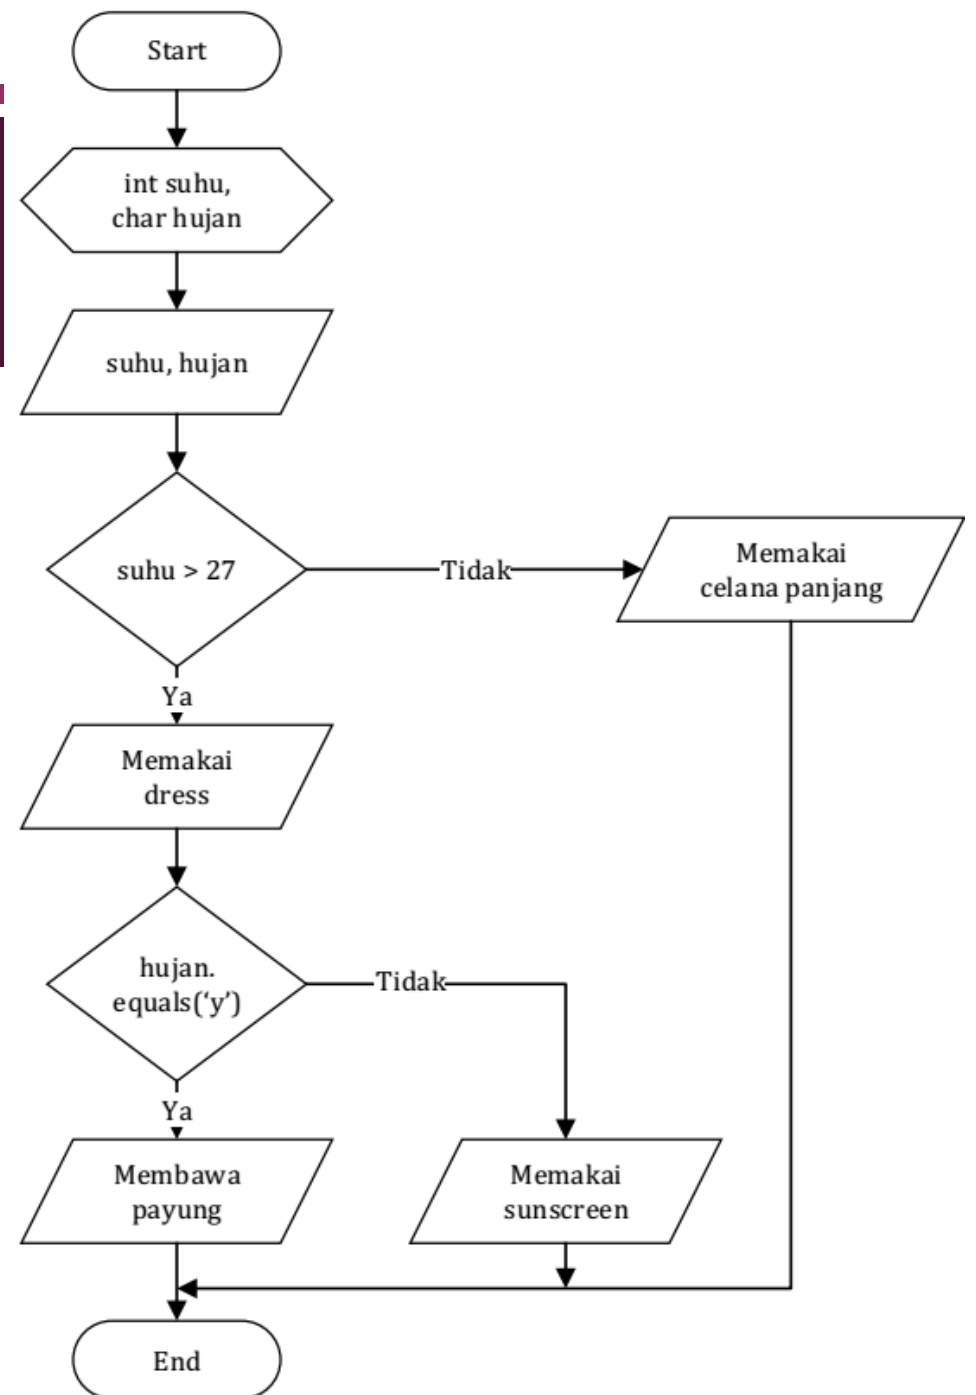 Start
int suhu,
char hujan
suhu, hujan
suhu > 27
Tidak
Memakai
celana panjang
Ya
Memakai
dress
hujan.
equals(‘y’)
Tidak
Ya
Membawa
payung
Memakai
sunscreen
End